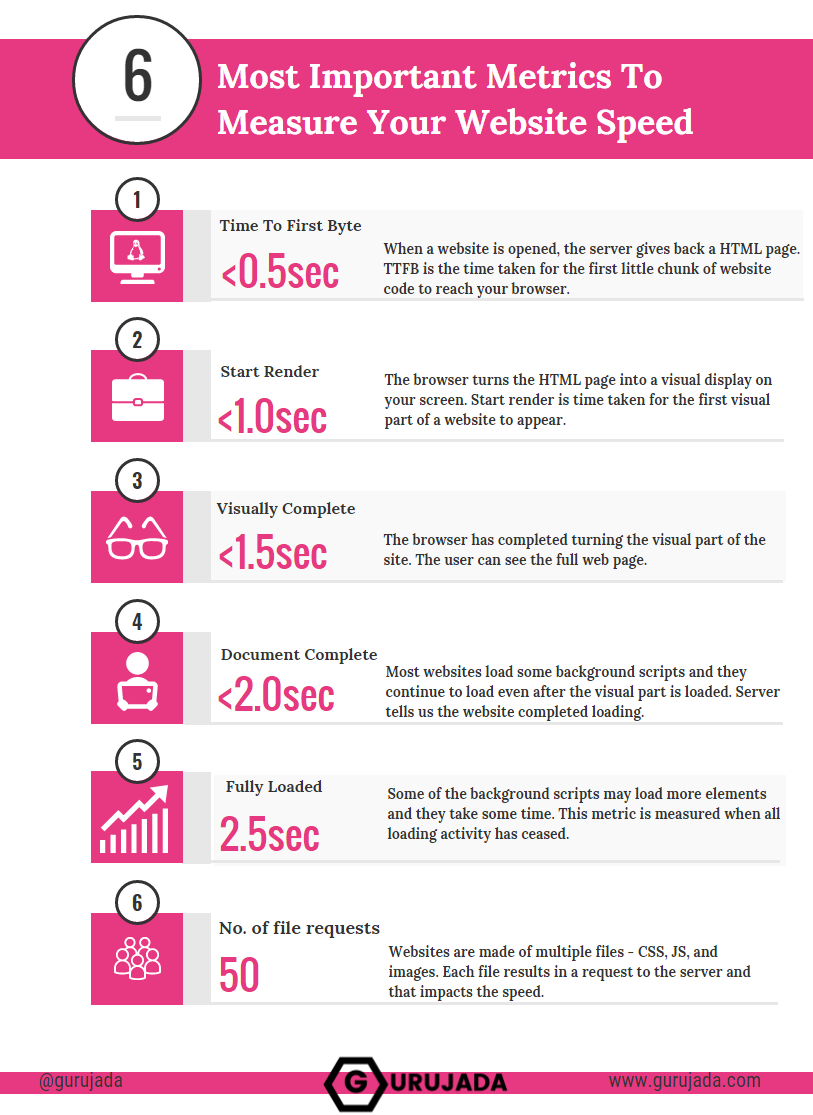 6
Most Important Metrics To
Measure Your Website Speed
1
Time To First Byte
<0.5sec
When a website is opened, the server gives back a HTML page.
TTFB is the time taken for the first little chunk of website
code to reach your browser.
2
Start Render
<1.0sec
The browser turns the HTML page into a visual display on
your screen. Start render is time taken for the first visual
part of a website to appear.
3
Visually Complete
<1.5sec
The browser has completed turning the visual part of the
site. The user can see the full web page.
4
Document Complete
<2.0sec
Most websites load some background scripts and they
continue to load even after the visual part is loaded. Server
tells us the website completed loading.
5
Fully Loaded
2.5sec
Some of the background scripts may load more elements
and they take some time. This metric is measured when all
loading activity has ceased.
6
No. of file requests
50
Websites are made of multiple files - CSS, JS, and
images. Each file results in a request to the server and
that impacts the speed.
@gurujada
GURUJADA
www.gurujada.com